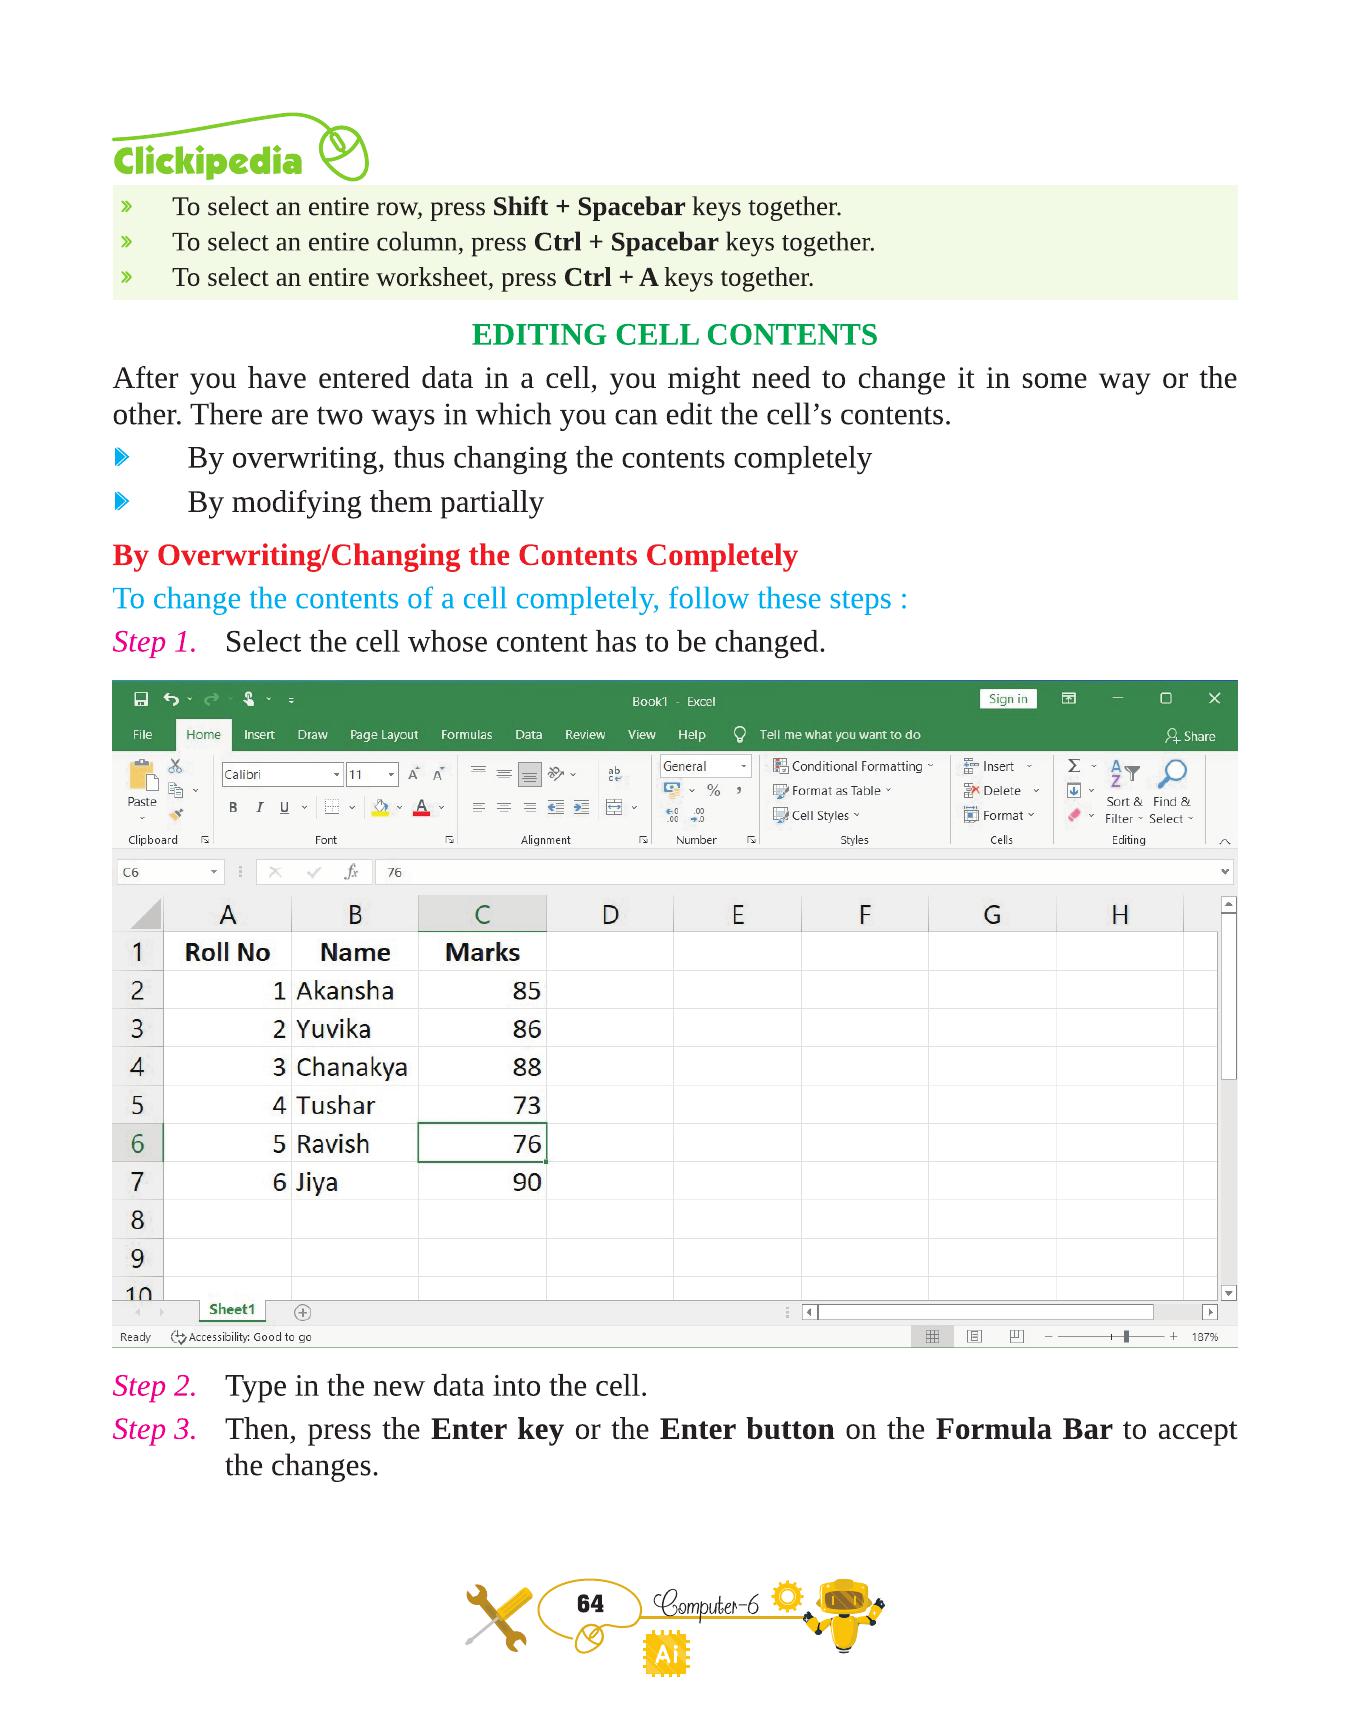 Clickipedia
» To select an entire row, press Shift + Spacebar keys together.
» To select an entire column, press Ctrl + Spacebar keys together.
» To select an entire worksheet, press Ctrl + A keys together.
EDITING CELL CONTENTS
After you have entered data in a cell, you might need to change it in some way or the
other. There are two ways in which you can edit the cell’s contents.
By overwriting, thus changing the contents completely
By modifying them partially
By Overwriting/Changing the Contents Completely
To change the contents of a cell completely, follow these steps :
Step 1. Select the cell whose content has to be changed.
Book1 - Excel Sign in
File Home Insert Draw Page Layout Formulas Data Review View Help Tell me what you want to do Share
Calibri 11 General Conditional Formatting Insert Σ
Paste Format as Table Delete Sort & Find &
B I U A % , Cell Styles Format Filter Select
Clipboard Font Alignment Number Styles Cells Editing
C6 fx 76
A B C D E F G H
1 Roll No Name Marks
2 1 Akansha 85
3 2 Yuvika 86
4 3 Chanakya 88
5 4 Tushar 73
6 5 Ravish 76
7 6 Jiya 90
8
9
10
Sheet1
Ready Accessibility: Good to go 187%
Step 2. Type in the new data into the cell.
Step 3. Then, press the Enter key or the Enter button on the Formula Bar to accept
the changes.
64 Computer-6
Ai